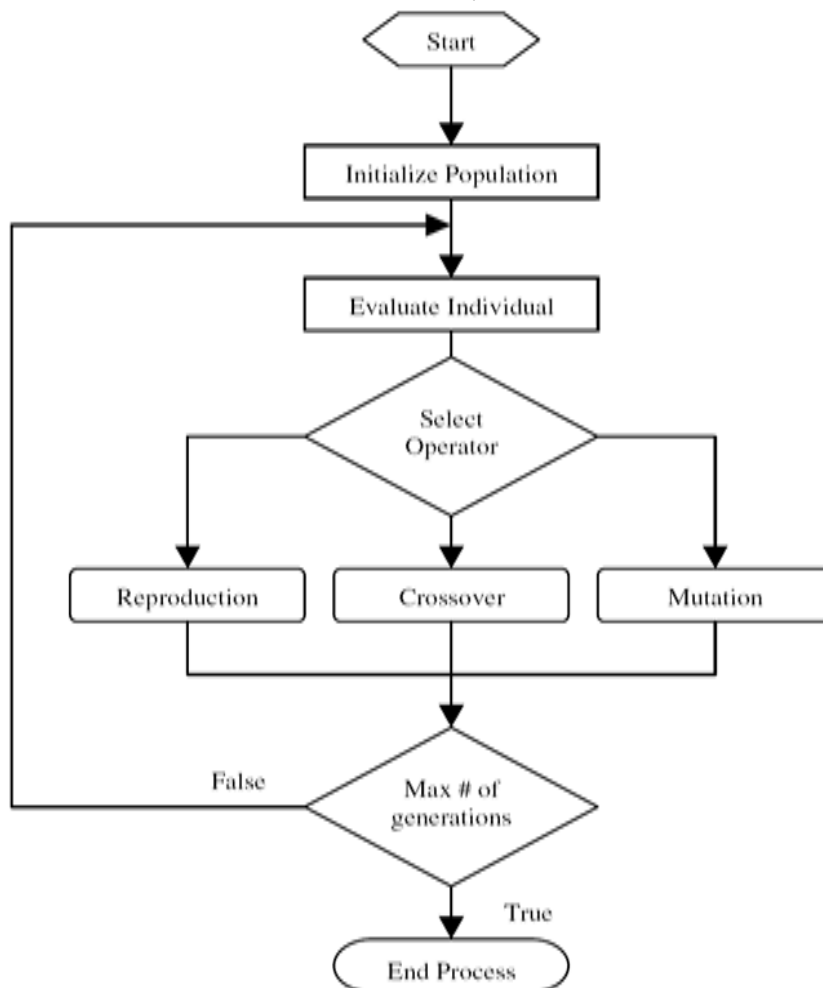 Start
Initialize Population
Evaluate Individual
Select
Operator
Reproduction
Crossover
Mutation
False
Max # of
generations
True
End Process